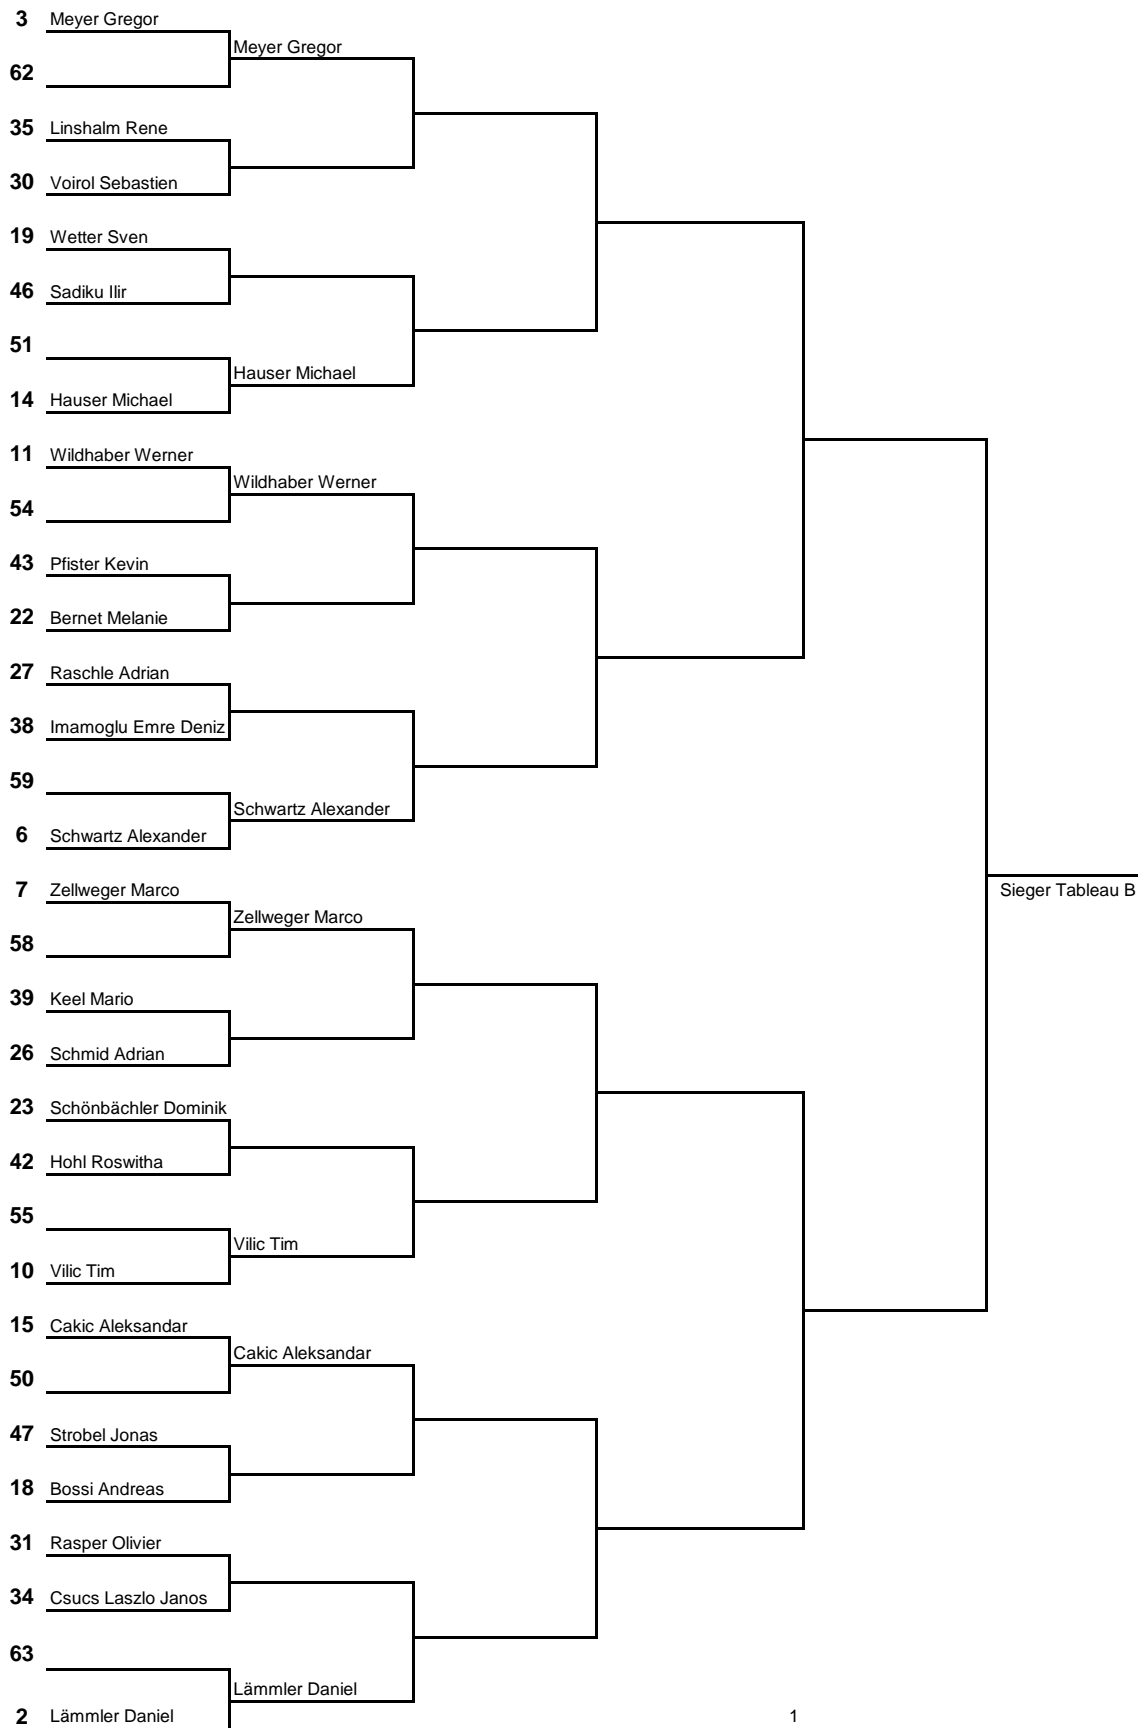 3 Meyer Gregor
Meyer Gregor
62
35 Linshalm Rene
30 Voirol Sebastien
19 Wetter Sven
46 Sadiku Ilir
51
Hauser Michael
14 Hauser Michael
11 Wildhaber Werner
Wildhaber Werner
54
43 Pfister Kevin
22 Bernet Melanie
27 Raschle Adrian
38 Imamoglu Emre Deniz
59
Schwartz Alexander
6 Schwartz Alexander
7 Zellweger Marco
Sieger Tableau B
Zellweger Marco
58
39 Keel Mario
26 Schmid Adrian
23 Schönbächler Dominik
42 Hohl Roswitha
55
Vilic Tim
10 Vilic Tim
15 Cakic Aleksandar
Cakic Aleksandar
50
47 Strobel Jonas
18 Bossi Andreas
31 Rasper Olivier
34 Csucs Laszlo Janos
63
Lämmler Daniel
2 Lämmler Daniel
1